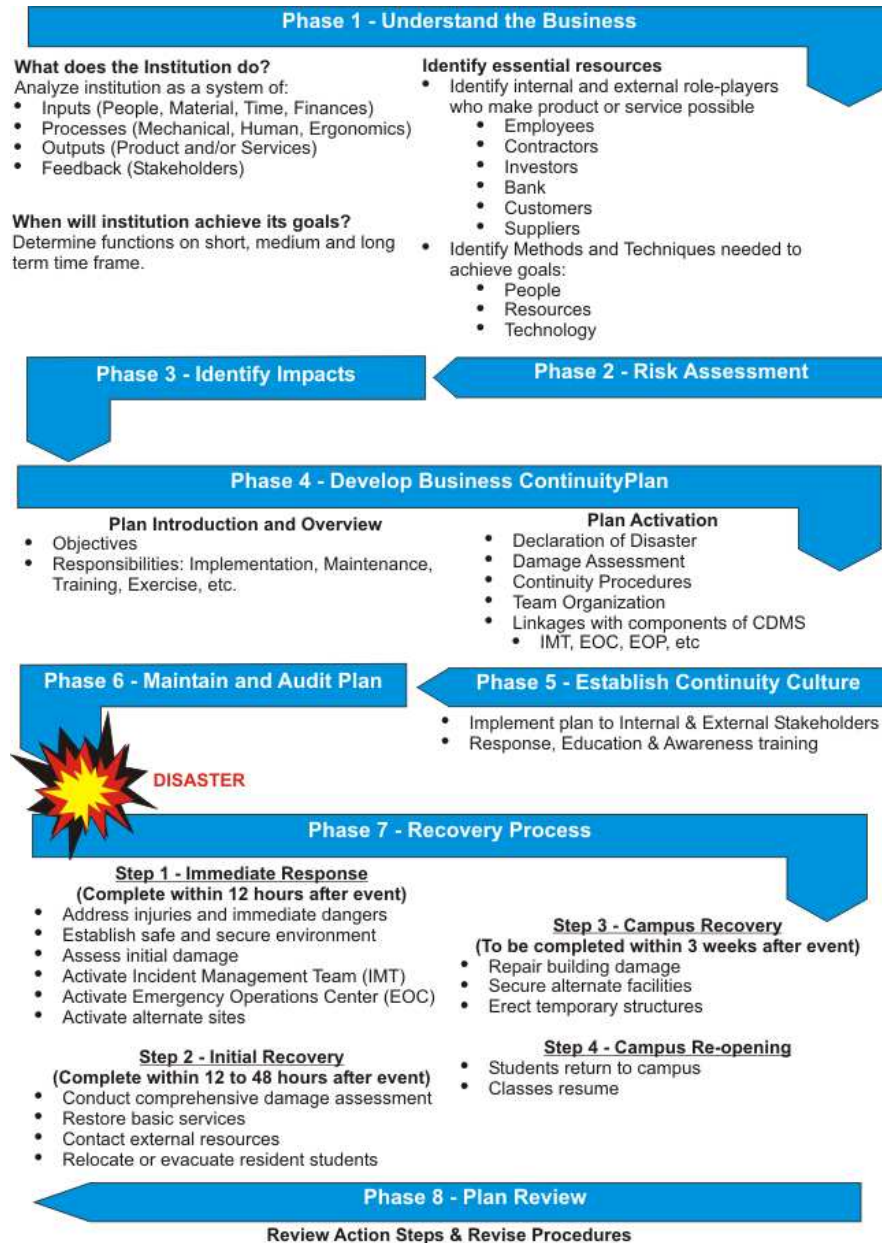 Phase 1 - Understand the Business
What does the Institution do?
Analyze institution as a system of:
• Inputs (People, Material, Time, Finances)
• Processes (Mechanical, Human, Ergonomics)
• Outputs (Product and/or Services)
• Feedback (Stakeholders)
When will institution achieve its goals?
Determine functions on short, medium and long
term time frame.
Identify essential resources
• Identify internal and external role-players
who make product or service possible
• Employees
• Contractors
• Investors
• Bank
• Customers
• Suppliers
• Identify Methods and Techniques needed to
achieve goals:
• People
• Resources
• Technology
Phase 2 - Risk Assessment
Phase 3 - Identify Impacts
Phase 4 - Develop Business ContinuityPlan
Plan Introduction and Overview
• Objectives
• Responsibilities: Implementation, Maintenance,
Training, Exercise, etc.
Plan Activation
• Declaration of Disaster
• Damage Assessment
• Continuity Procedures
• Team Organization
• Linkages with components of CDMS
• IMT, EOC, EOP, etc
Phase 5 - Establish Continuity Culture
• Implement plan to Internal & External Stakeholders
• Response, Education & Awareness training
Phase 6 - Maintain and Audit Plan
DISASTER
Phase 7 - Recovery Process
Step 1 - Immediate Response
(Complete within 12 hours after event)
• Address injuries and immediate dangers
• Establish safe and secure environment
• Assess initial damage
• Activate Incident Management Team (IMT)
• Activate Emergency Operations Center (EOC)
• Activate alternate sites
Step 2 - Initial Recovery
(Complete within 12 to 48 hours after event)
• Conduct comprehensive damage assessment
• Restore basic services
• Contact external resources
• Relocate or evacuate resident students
Step 3 - Campus Recovery
(To be completed within 3 weeks after event)
• Repair building damage
• Secure alternate facilities
• Erect temporary structures
Step 4 - Campus Re-opening
• Students return to campus
• Classes resume
Phase 8 - Plan Review
Review Action Steps & Revise Procedures